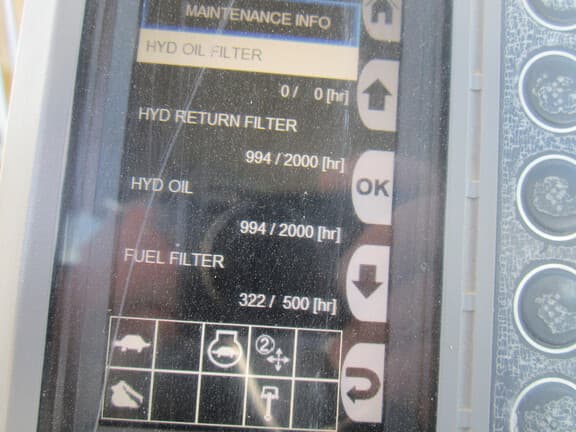 MAINTENANCE INFO
HYD OIL FILTER
0 / 0 [hr]
HYD RETURN FILTER
994 / 2000 [hr]
OK
HYD OIL
994 / 2000 [hr]
FUEL FILTER
322 / 500 [hr]
2